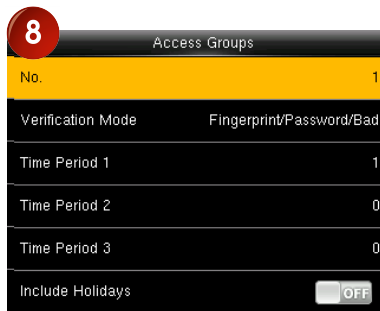 8
Access Groups
No. 1
Verification Mode Fingerprint/Password/Bad
Time Period 1 1
Time Period 2 0
Time Period 3 0
Include Holidays OFF